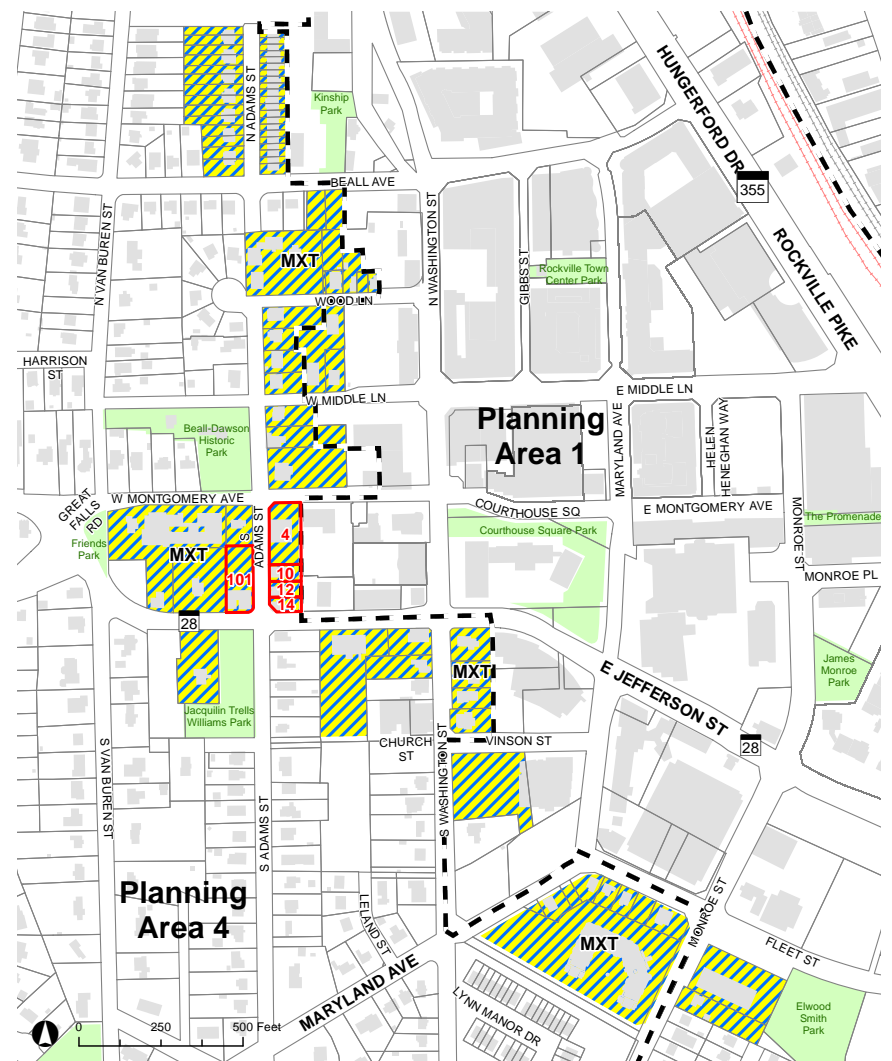 N ADAMS ST
Kinship
Park
HUNGERFORD DR
355
BEALL AVE
N VAN BUREN ST
N WASHINGTON ST
GIBBS ST
ROCKVILLE PIKE
MXT
Rockville Town
Center Park
WOOD LN
HARRISON
ST
E MIDDLE LN
W MIDDLE LN
Planning
Area 1
MARYLAND AVE
HELEN
HENEGHAN WAY
Beall-Dawson
Historic
Park
W MONTGOMERY AVE
GREAT
FALLS
RD
S
ADAMS ST
4
COURTHOUSE SQ
E MONTGOMERY AVE
MONROE ST
The Promenade
Courthouse Square Park
Friends
Park
MXT
101
10
12
14
MONROE PL
28
James
Monroe
Park
MXT
E JEFFERSON ST
Jacquilin Trells
Williams Park
CHURCH
ST
VINSON ST
28
S VAN BUREN ST
S ADAMS ST
S WASHINGTON ST
Planning
Area 4
LELAND ST
MONROE ST
MXT
FLEET ST
MARYLAND AVE
LYNN MANOR DR
Elwood
Smith
Park
0 250 500 Feet